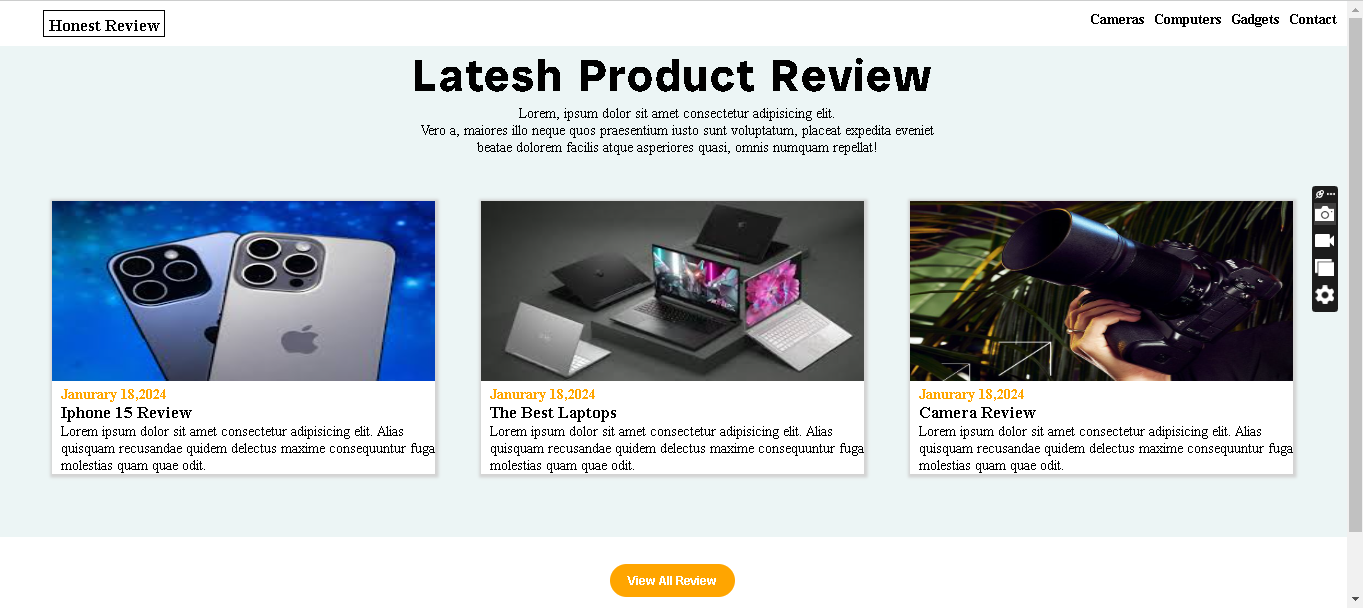 Honest Review
Cameras Computers Gadgets Contact
Latesh Product Review
Lorem, ipsum dolor sit amet consectetur adipisicing elit.
Vero a, maiores illo neque quos praesentium iusto sunt voluptatum, placeat expedita eveniet
beatae dolorem facilis atque asperiores quasi, omnis numquam repellat!
Janurary 18,2024
Iphone 15 Review
Lorem ipsum dolor sit amet consectetur adipisicing elit. Alias
quisquam recusandae quidem delectus maxime consequuntur fuga
molestias quam quae odit.
Janurary 18,2024
The Best Laptops
Lorem ipsum dolor sit amet consectetur adipisicing elit. Alias
quisquam recusandae quidem delectus maxime consequuntur fuga
molestias quam quae odit.
Janurary 18,2024
Camera Review
Lorem ipsum dolor sit amet consectetur adipisicing elit. Alias
quisquam recusandae quidem delectus maxime consequuntur fuga
molestias quam quae odit.
View All Review